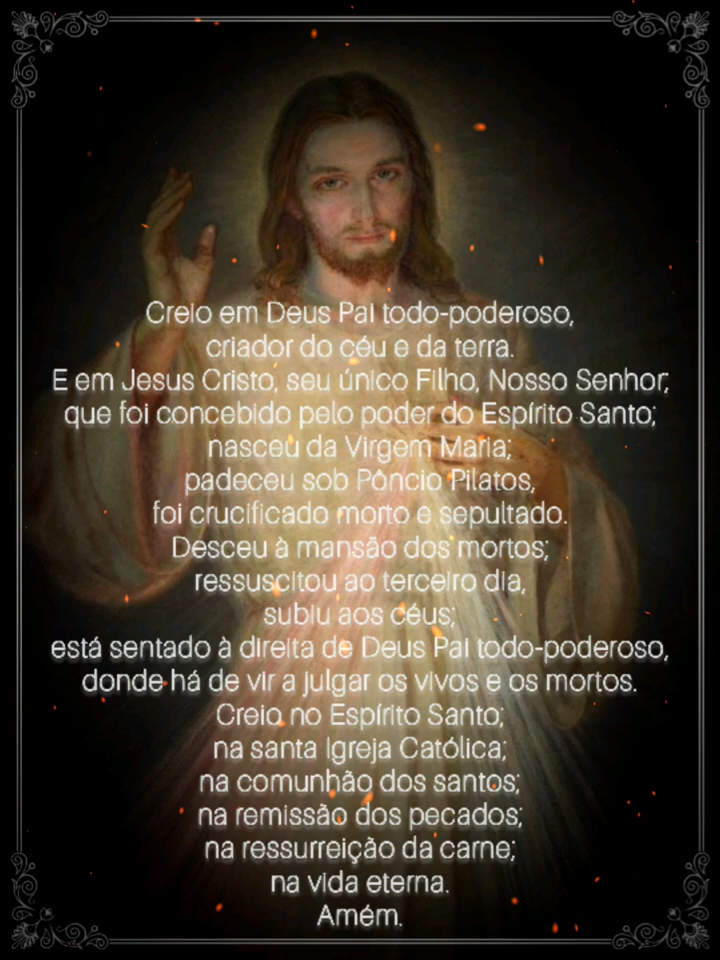 Creio em Deus Pai todo-poderoso,
criador do céu e da terra.
E em Jesus Cristo, seu único Filho, Nosso Senhor;
que foi concebido pelo poder do Espírito Santo;
nasceu da Virgem Maria;
padeceu sob Pôncio Pilatos,
foi crucificado morto e sepultado.
Desceu à mansão dos mortos;
ressuscitou ao terceiro dia,
subiu aos céus;
está sentado à direita de Deus Pai todo-poderoso,
donde há de vir a julgar os vivos e os mortos.
Creio no Espírito Santo;
na santa Igreja Católica;
na comunhão dos santos;
na remissão dos pecados;
na ressurreição da carne;
na vida eterna.
Amém.